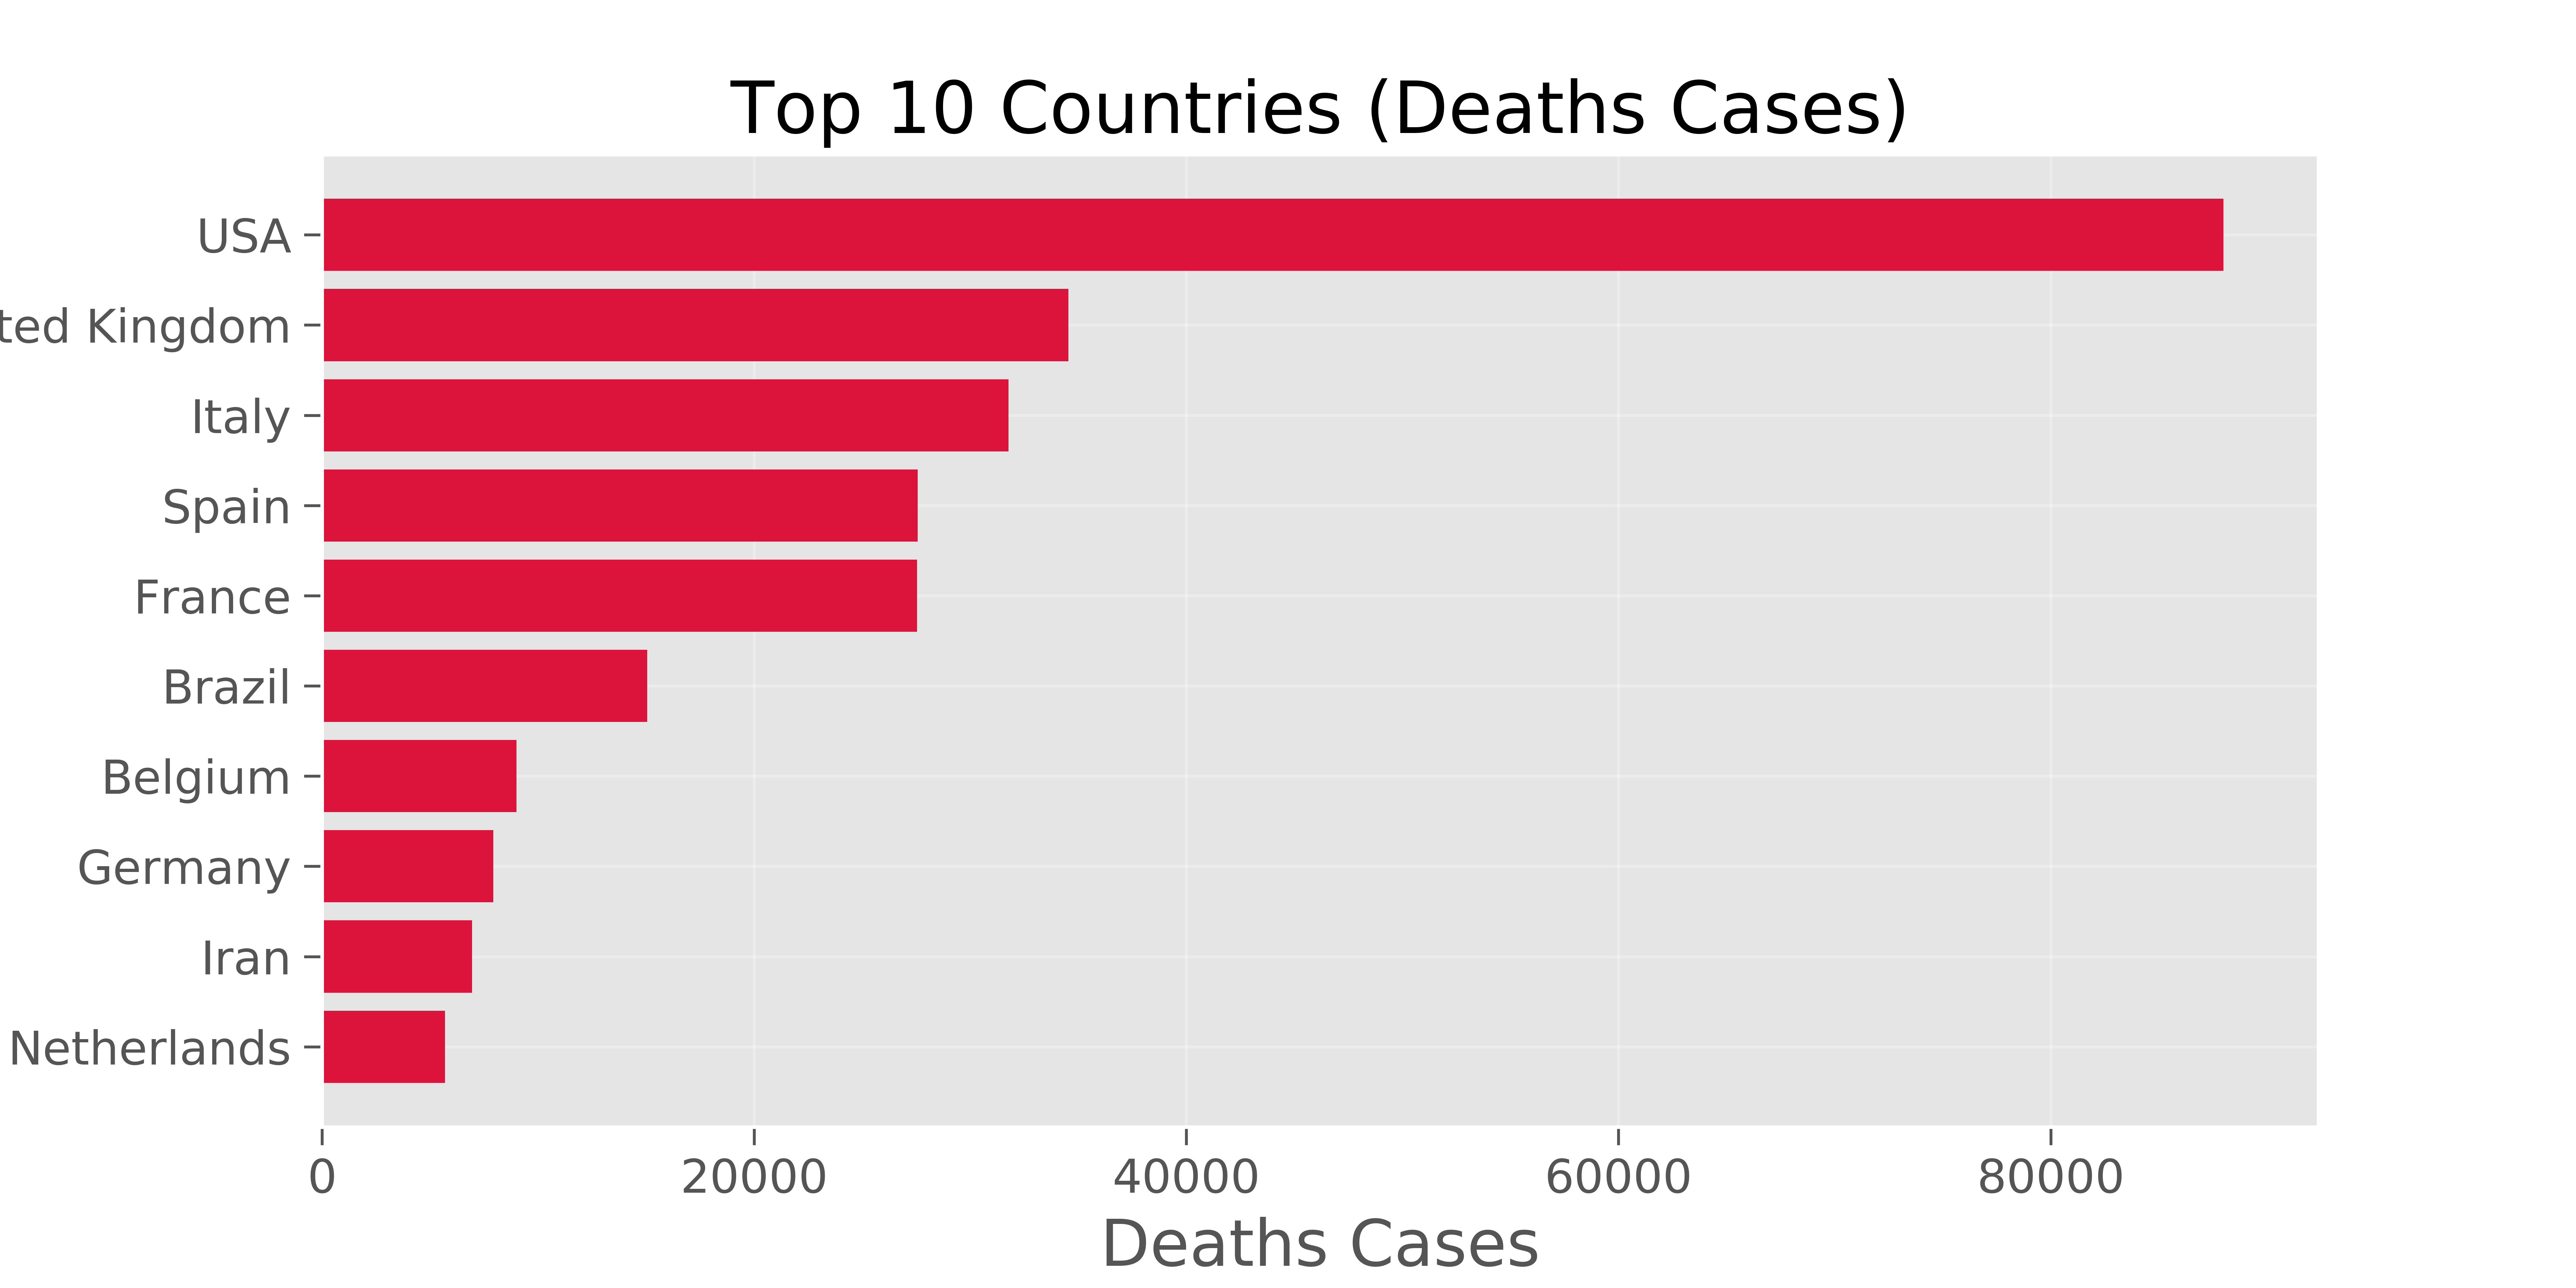 Top 10 Countries (Deaths Cases)
USA
ted Kingdom
Italy
Spain
France
Brazil
Belgium
Germany
Iran
Netherlands
0 20000 40000 60000 80000
Deaths Cases